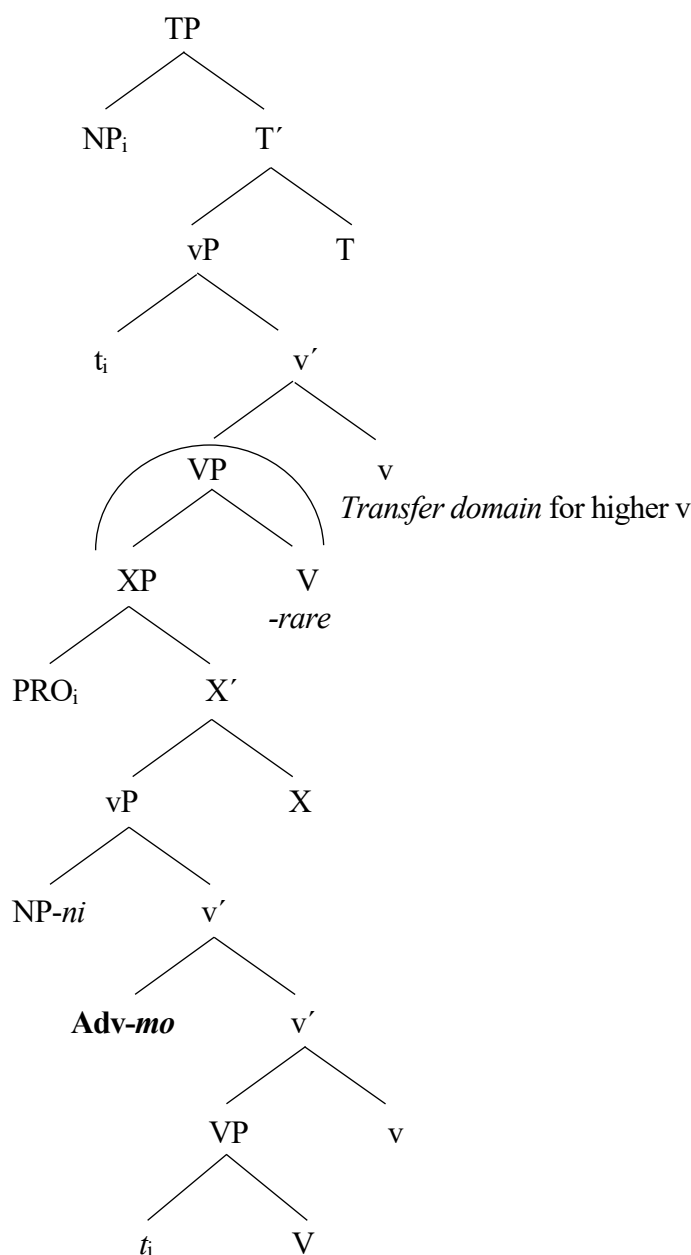 TP
NPᵢ T´
vP T
tᵢ v´
VP v
Transfer domain for higher v
XP V
-rare
PROᵢ X´
vP X
NP-ni v´
Adv-mo v´
VP v
tᵢ V